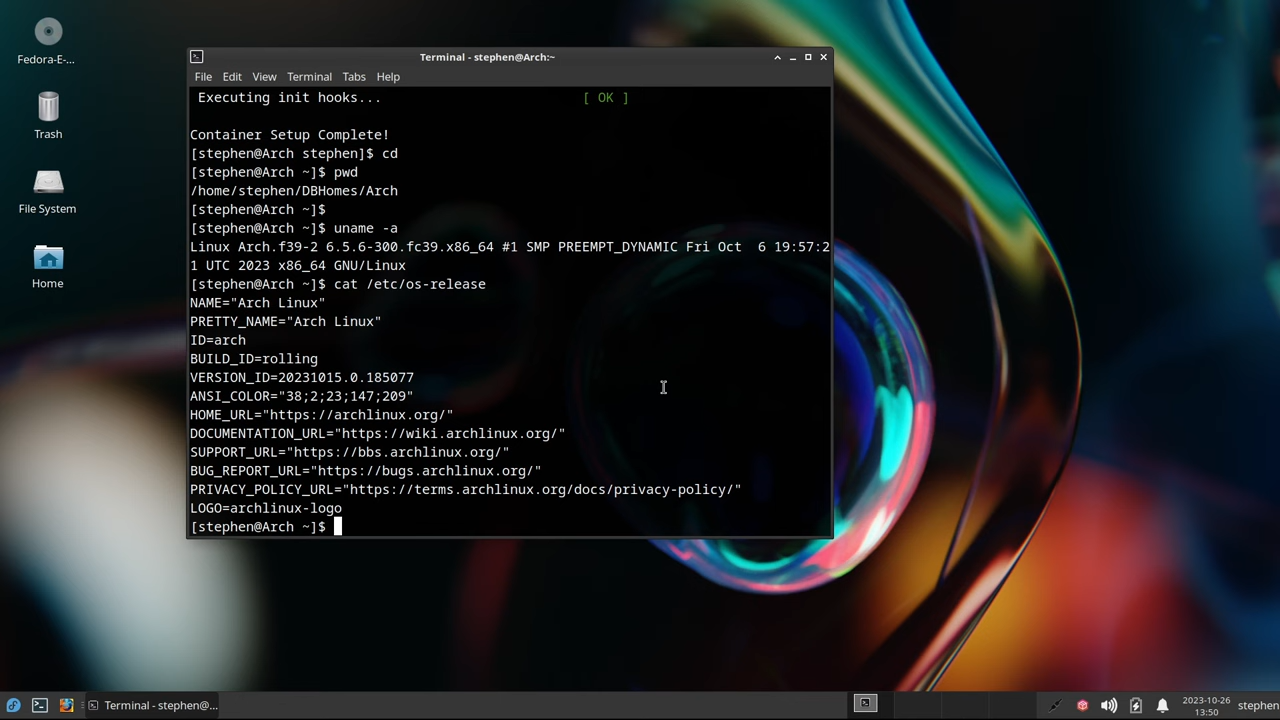 Fedora-E-...
Trash
File System
Home
Terminal - stephen@Arch:~
File Edit View Terminal Tabs Help
Executing init hooks... [ OK ]
Container Setup Complete!
[stephen@Arch stephen]$ cd
[stephen@Arch ~]$ pwd
/home/stephen/DBHomes/Arch
[stephen@Arch ~]$
[stephen@Arch ~]$ uname -a
Linux Arch.f39-2 6.5.6-300.fc39.x86_64 #1 SMP PREEMPT_DYNAMIC Fri Oct  6 19:57:2
1 UTC 2023 x86_64 GNU/Linux
[stephen@Arch ~]$ cat /etc/os-release
NAME="Arch Linux"
PRETTY_NAME="Arch Linux"
ID=arch
BUILD_ID=rolling
VERSION_ID=20231015.0.185077
ANSI_COLOR="38;2;23;147;209"
HOME_URL="https://archlinux.org/"
DOCUMENTATION_URL="https://wiki.archlinux.org/"
SUPPORT_URL="https://bbs.archlinux.org/"
BUG_REPORT_URL="https://bugs.archlinux.org/"
PRIVACY_POLICY_URL="https://terms.archlinux.org/docs/privacy-policy/"
LOGO=archlinux-logo
[stephen@Arch ~]$
Terminal - stephen@...
2023-10-26
13:50
stephen